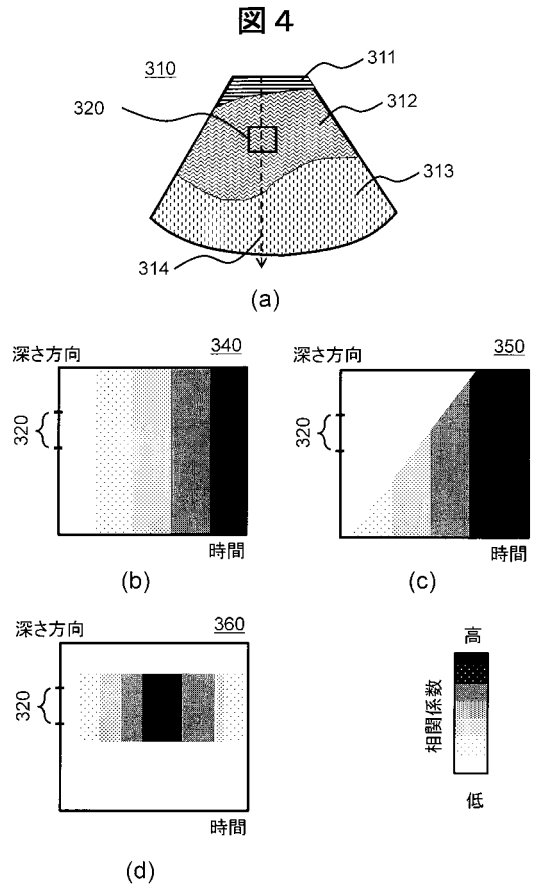 図4
310
311
312
320
313
314
(a)
深さ方向
340
320
時間
(b)
深さ方向
350
320
時間
(c)
深さ方向
360
320
時間
(d)
高
相関係数
低